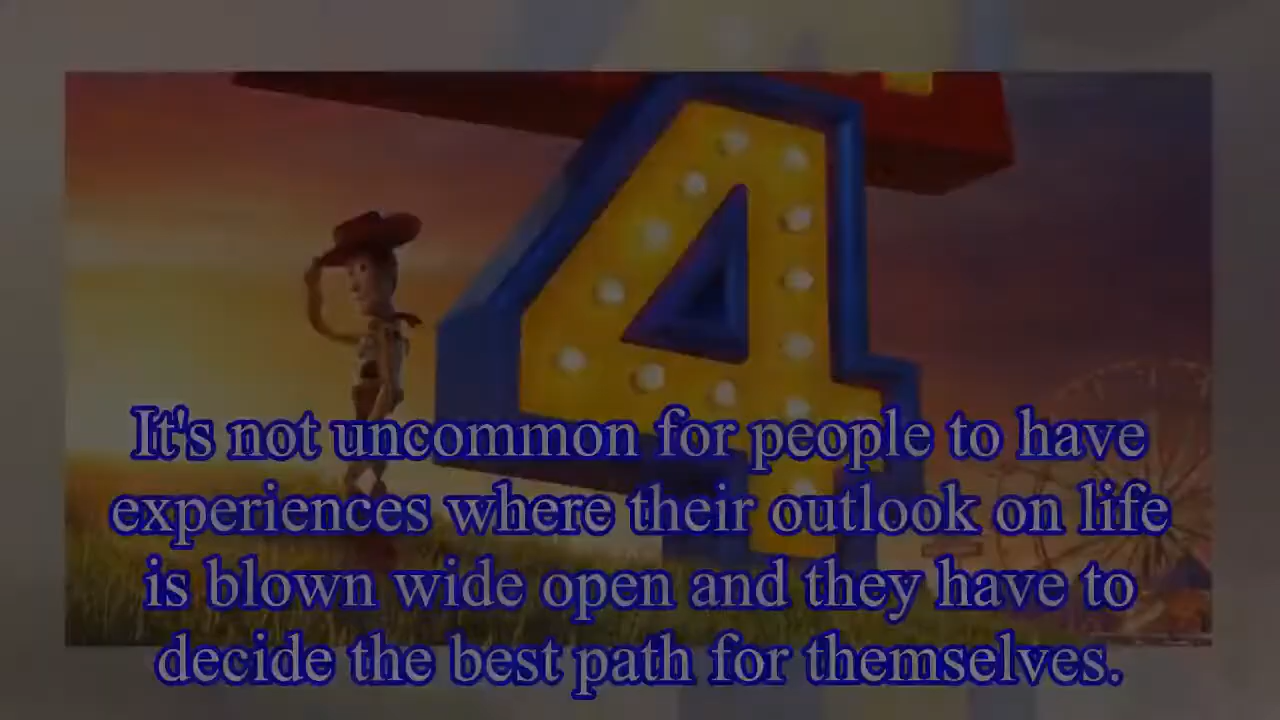 4
It's not uncommon for people to have
experiences where their outlook on life
is blown wide open and they have to
decide the best path for themselves.